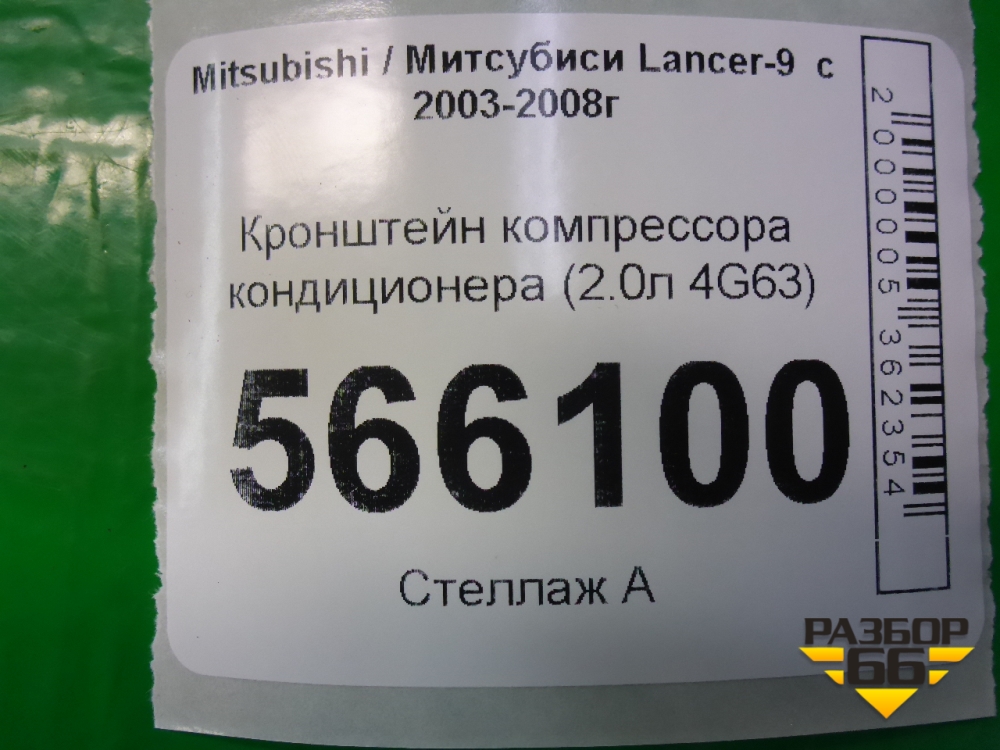 Mitsubishi / Митсубиси Lancer-9 с
2003-2008г
Кронштейн компрессора
кондиционера (2.0л 4G63)
566100
Стеллаж А
2000005362354
РАЗБОР
66